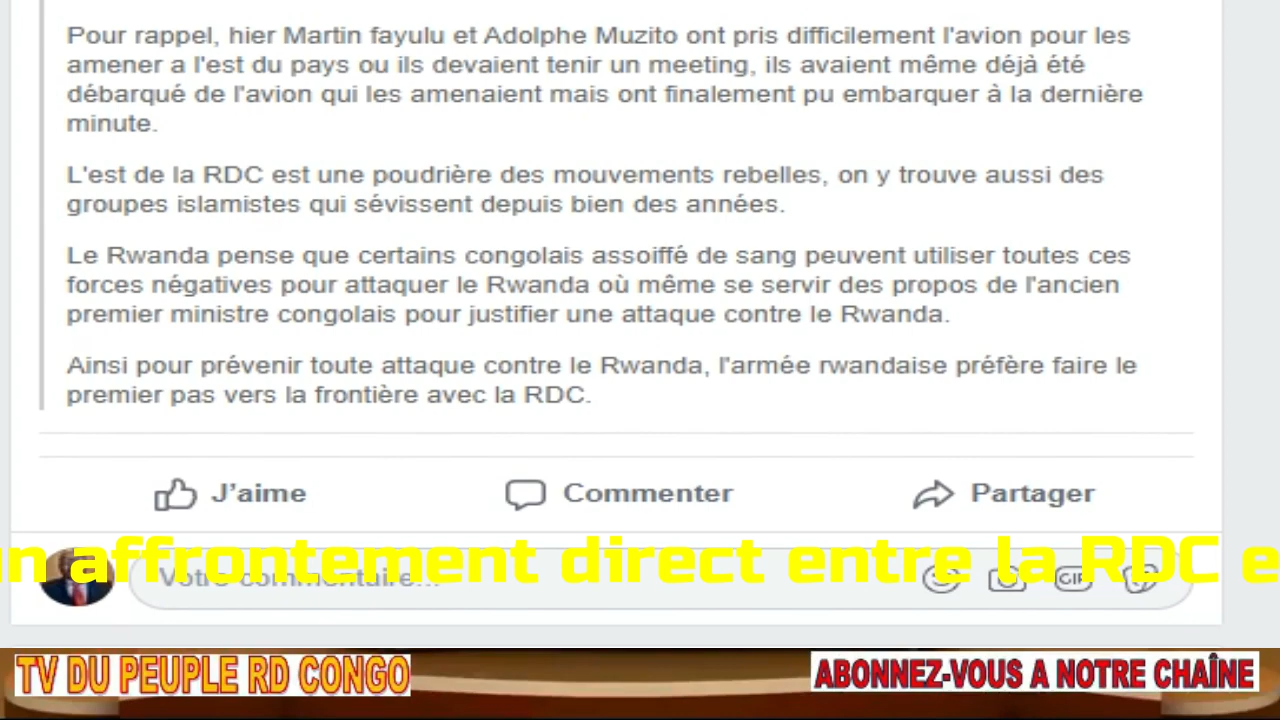 Pour rappel, hier Martin fayulu et Adolphe Muzito ont pris difficilement l'avion pour les
amener a l'est du pays ou ils devaient tenir un meeting, ils avaient même déjà été
débarqué de l'avion qui les amenaient mais ont finalement pu embarquer à la dernière
minute.
L'est de la RDC est une poudrière des mouvements rebelles, on y trouve aussi des
groupes islamistes qui sévissent depuis bien des années.
Le Rwanda pense que certains congolais assoiffé de sang peuvent utiliser toutes ces
forces négatives pour attaquer le Rwanda où même se servir des propos de l'ancien
premier ministre congolais pour justifier une attaque contre le Rwanda.
Ainsi pour prévenir toute attaque contre le Rwanda, l'armée rwandaise préfère faire le
premier pas vers la frontière avec la RDC.
J'aime Commenter Partager
un affrontement direct entre la RDC e
Votre commentaire... GIF
TV DU PEUPLE RD CONGO ABONNEZ-VOUS A NOTRE CHAÎNE